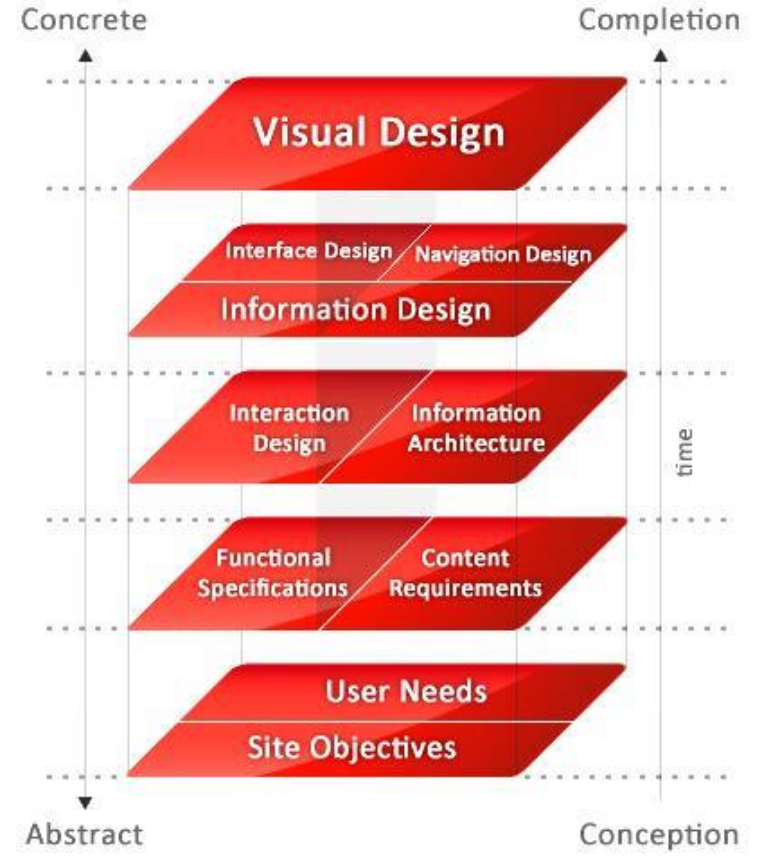 Concrete
Completion
Visual Design
Interface Design
Navigation Design
Information Design
Interaction
Design
Information
Architecture
time
Functional
Specifications
Content
Requirements
User Needs
Site Objectives
Abstract
Conception